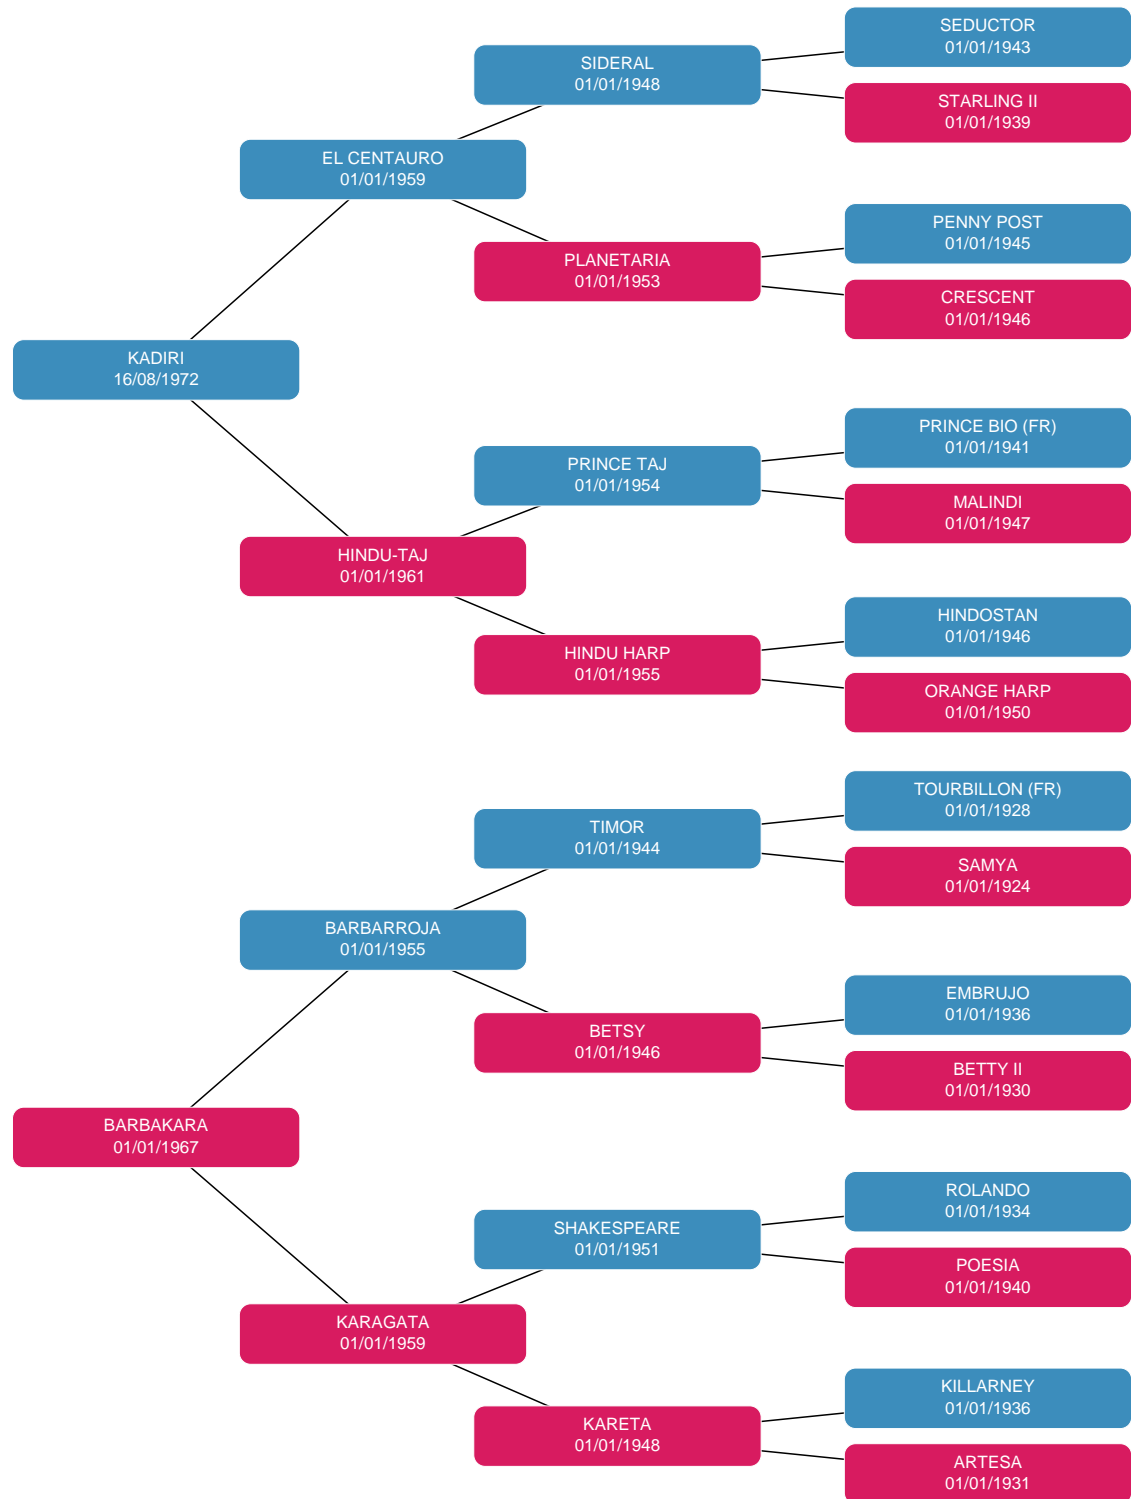 SEDUCTOR
01/01/1943
SIDERAL
01/01/1948
STARLING II
01/01/1939
EL CENTAURO
01/01/1959
PENNY POST
01/01/1945
PLANETARIA
01/01/1953
CRESCENT
01/01/1946
KADIRI
16/08/1972
PRINCE BIO (FR)
01/01/1941
PRINCE TAJ
01/01/1954
MALINDI
01/01/1947
HINDU-TAJ
01/01/1961
HINDOSTAN
01/01/1946
HINDU HARP
01/01/1955
ORANGE HARP
01/01/1950
TOURBILLON (FR)
01/01/1928
TIMOR
01/01/1944
SAMYA
01/01/1924
BARBARROJA
01/01/1955
EMBRUJO
01/01/1936
BETSY
01/01/1946
BETTY II
01/01/1930
BARBAKARA
01/01/1967
ROLANDO
01/01/1934
SHAKESPEARE
01/01/1951
POESIA
01/01/1940
KARAGATA
01/01/1959
KILLARNEY
01/01/1936
KARETA
01/01/1948
ARTESA
01/01/1931